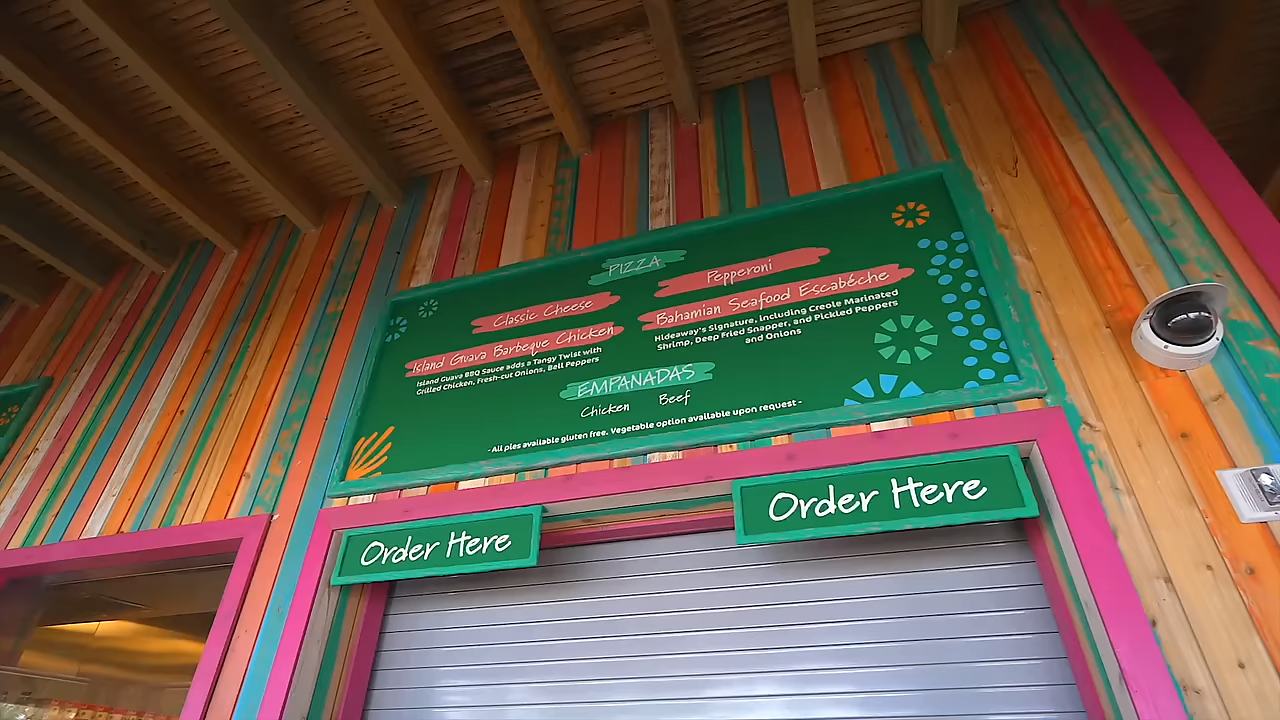 PIZZA
Classic Cheese
Island Guava Barbeque Chicken
Island Guava BBQ Sauce adds a Tangy Twist with
Grilled Chicken, Fresh-cut Onions, Bell Peppers
Pepperoni
Bahamian Seafood Escabéche
Hideaway's Signature, including Creole Marinated
Shrimp, Deep Fried Snapper, and Pickled Peppers
and Onions
EMPANADAS
Chicken Beef
- All pies available gluten free. Vegetable option available upon request -
Order Here
Order Here